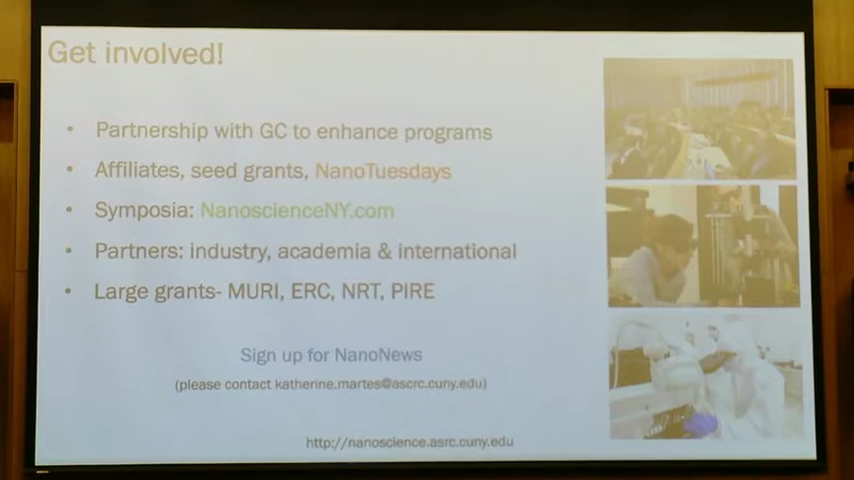 Get involved!
• Partnership with GC to enhance programs
• Affiliates, seed grants, NanoTuesdays
• Symposia: NanoscienceNY.com
• Partners: industry, academia & international
• Large grants- MURI, ERC, NRT, PIRE
Sign up for NanoNews
(please contact katherine.martes@ascrc.cuny.edu)
http://nanoscience.asrc.cuny.edu